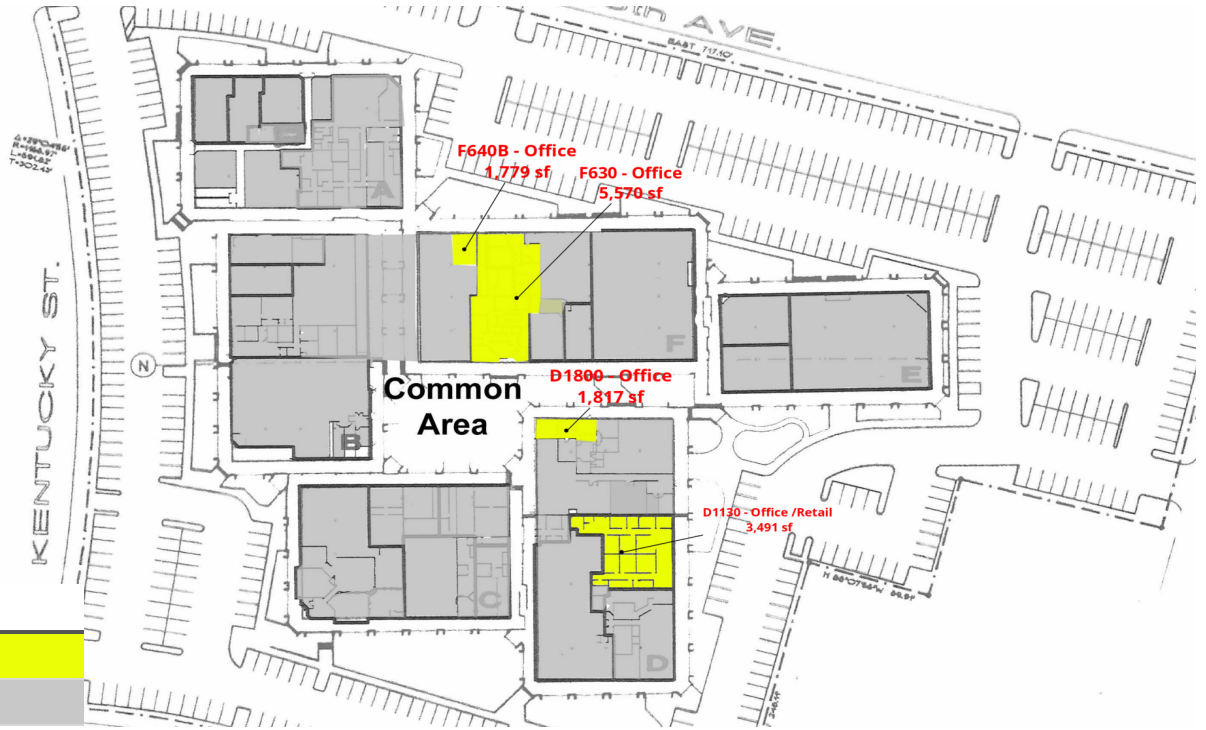 AVE.
EAST 717.10'
F640B - Office
1,779 sf
F630 - Office
5,570 sf
A
KENTUCKY ST.
N
F
E
D1800 - Office
1,817 sf
Common
Area
B
D1130 - Office /Retail
3,491 sf
C
D